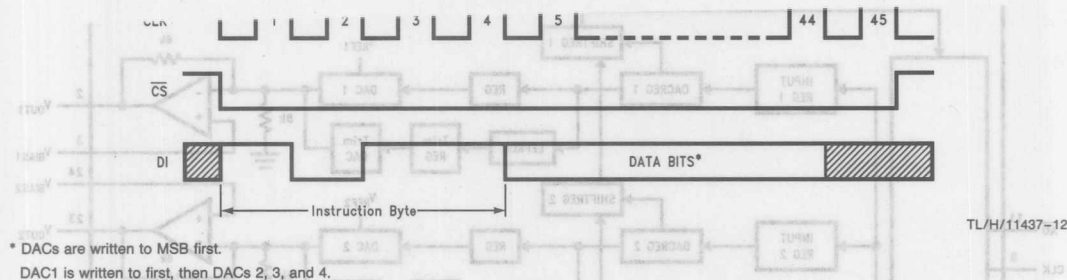 CLK 1 2 3 4 5 44 45
CS
DI DATA BITS*
Instruction Byte
TL/H/11437–12
* DACs are written to MSB first.
DAC1 is written to first, then DACs 2, 3, and 4.